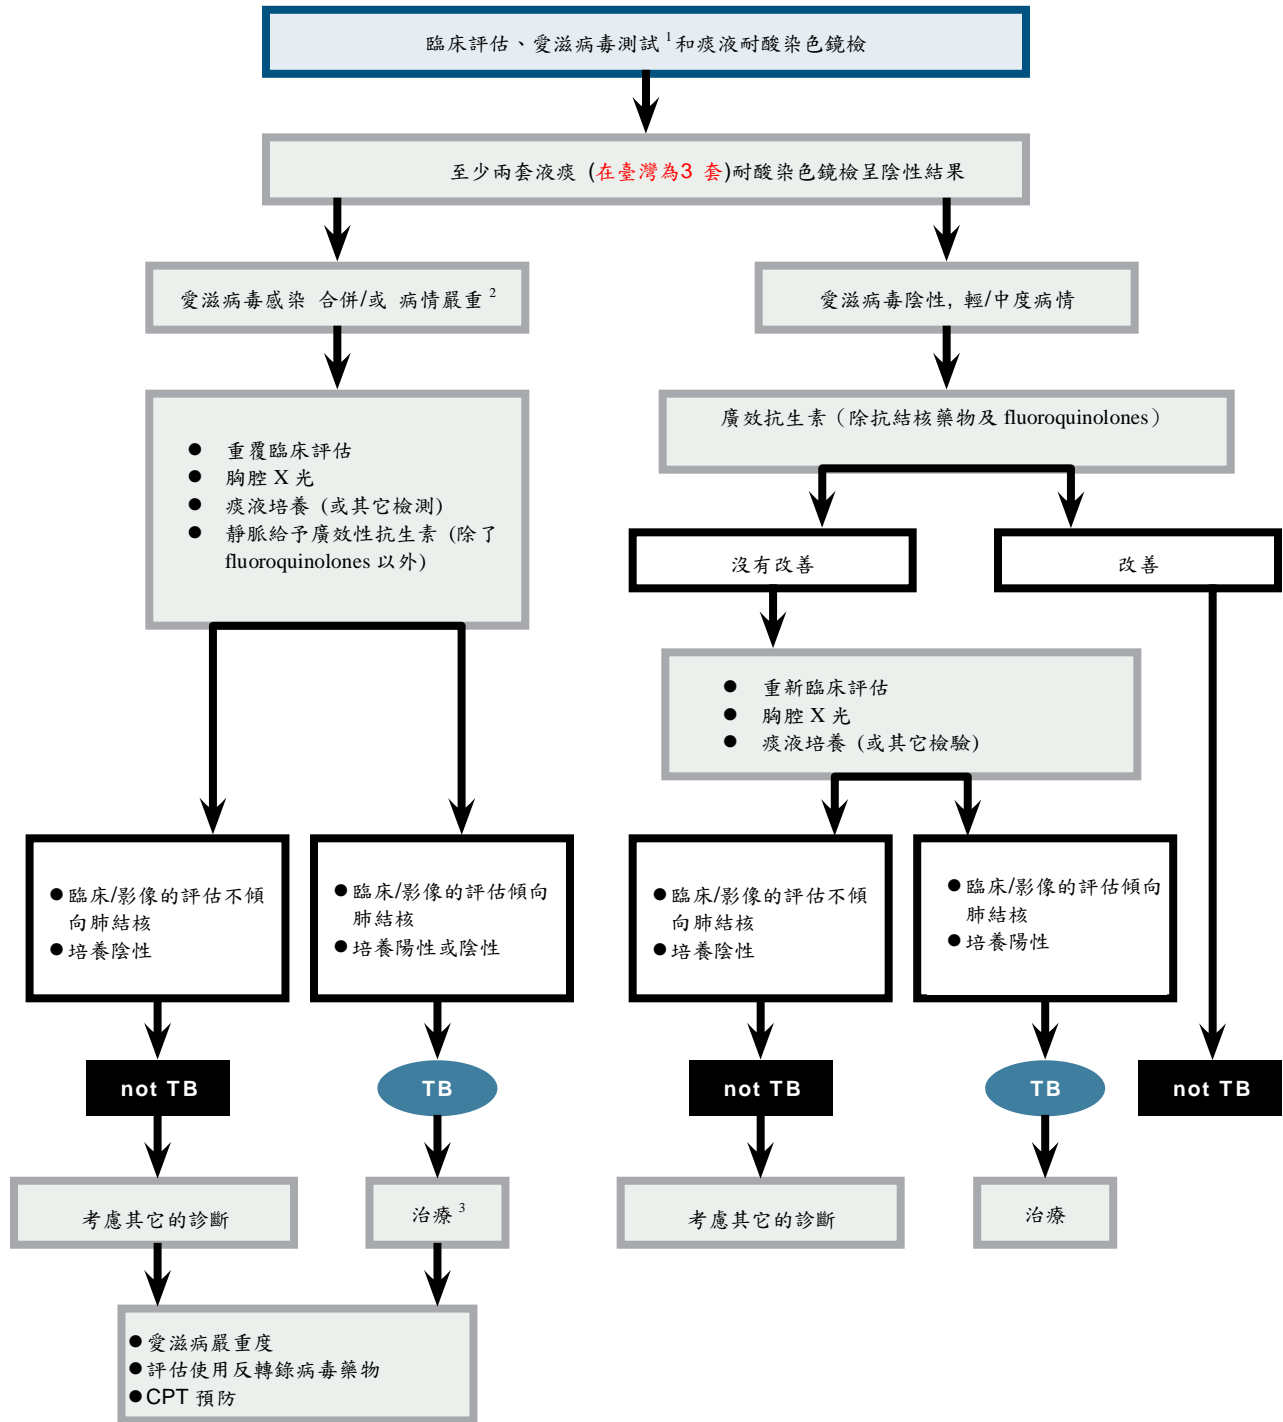 臨床評估、愛滋病毒測試 1 和痰液耐酸染色鏡檢
至少兩套液痰 (在臺灣為3 套)耐酸染色鏡檢呈陰性結果
愛滋病毒感染 合併/或 病情嚴重 2
愛滋病毒陰性, 輕/中度病情
● 重覆臨床評估
● 胸腔 X 光
● 痰液培養 (或其它檢測)
● 靜脈給予廣效性抗生素 (除了
fluoroquinolones 以外)
廣效抗生素（除抗結核藥物及 fluoroquinolones）
沒有改善
改善
● 重新臨床評估
● 胸腔 X 光
● 痰液培養 (或其它檢驗)
●臨床/影像的評估不傾
向肺結核
●培養陰性
●臨床/影像的評估傾向
肺結核
●培養陽性或陰性
●臨床/影像的評估不傾
向肺結核
●培養陰性
●臨床/影像的評估傾向
肺結核
●培養陽性
not TB
TB
not TB
TB
not TB
考慮其它的診斷
治療 3
考慮其它的診斷
治療
●愛滋病嚴重度
●評估使用反轉錄病毒藥物
●CPT 預防